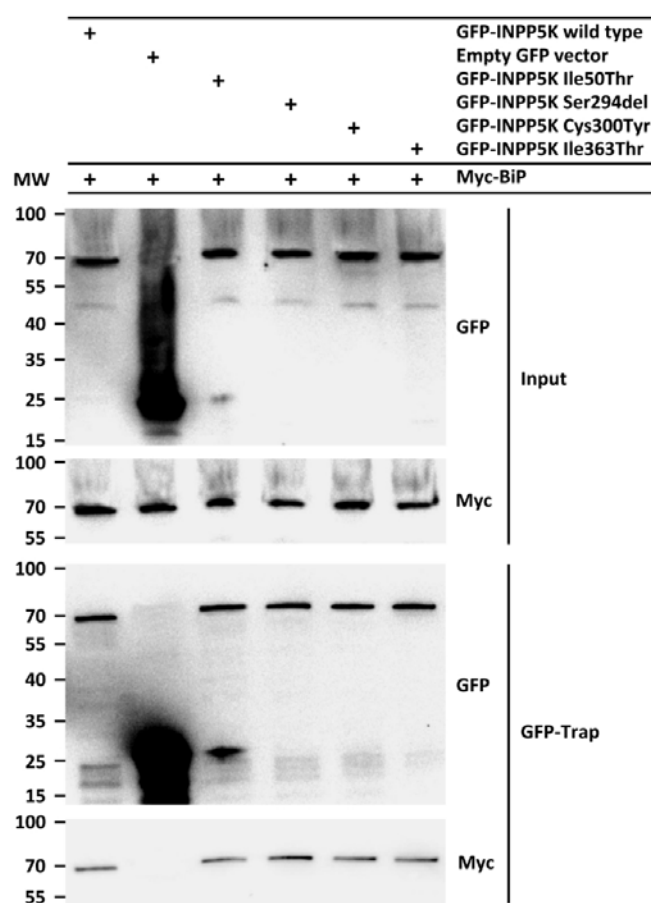 + GFP-INPP5K wild type
+ Empty GFP vector
+ GFP-INPP5K Ile50Thr
+ GFP-INPP5K Ser294del
+ GFP-INPP5K Cys300Tyr
+ GFP-INPP5K Ile363Thr
MW + + + + + + Myc-BiP
100
70
55
40
35
25
15
GFP
100
70
55
Myc
Input
100
70
55
40
35
25
15
GFP
100
70
55
Myc
GFP-Trap